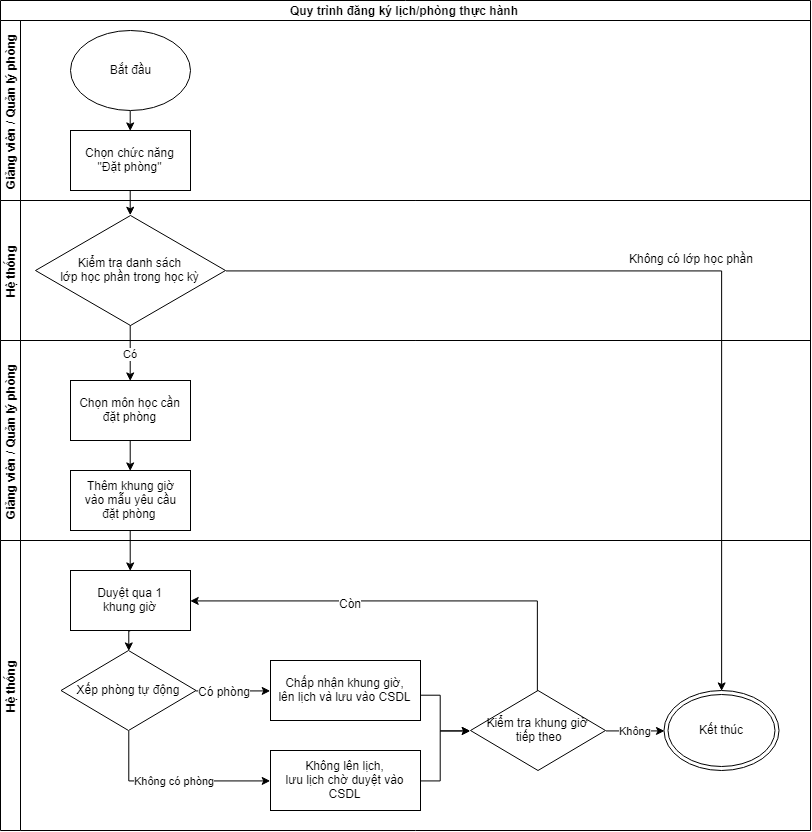 Quy trình đăng ký lịch/phòng thực hành
Giảng viên / Quản lý phòng
Bắt đầu
Chọn chức năng
"Đặt phòng"
Hệ thống
Kiểm tra danh sách
lớp học phần trong học kỳ
Không có lớp học phần
Có
Giảng viên / Quản lý phòng
Chọn môn học cần
đặt phòng
Thêm khung giờ
vào mẫu yêu cầu
đặt phòng
Hệ thống
Duyệt qua 1
khung giờ
Còn
Xếp phòng tự động
Có phòng
Chấp nhận khung giờ,
lên lịch và lưu vào CSDL
Không có phòng
Không lên lịch,
lưu lịch chờ duyệt vào
CSDL
Kiểm tra khung giờ
tiếp theo
Không
Kết thúc